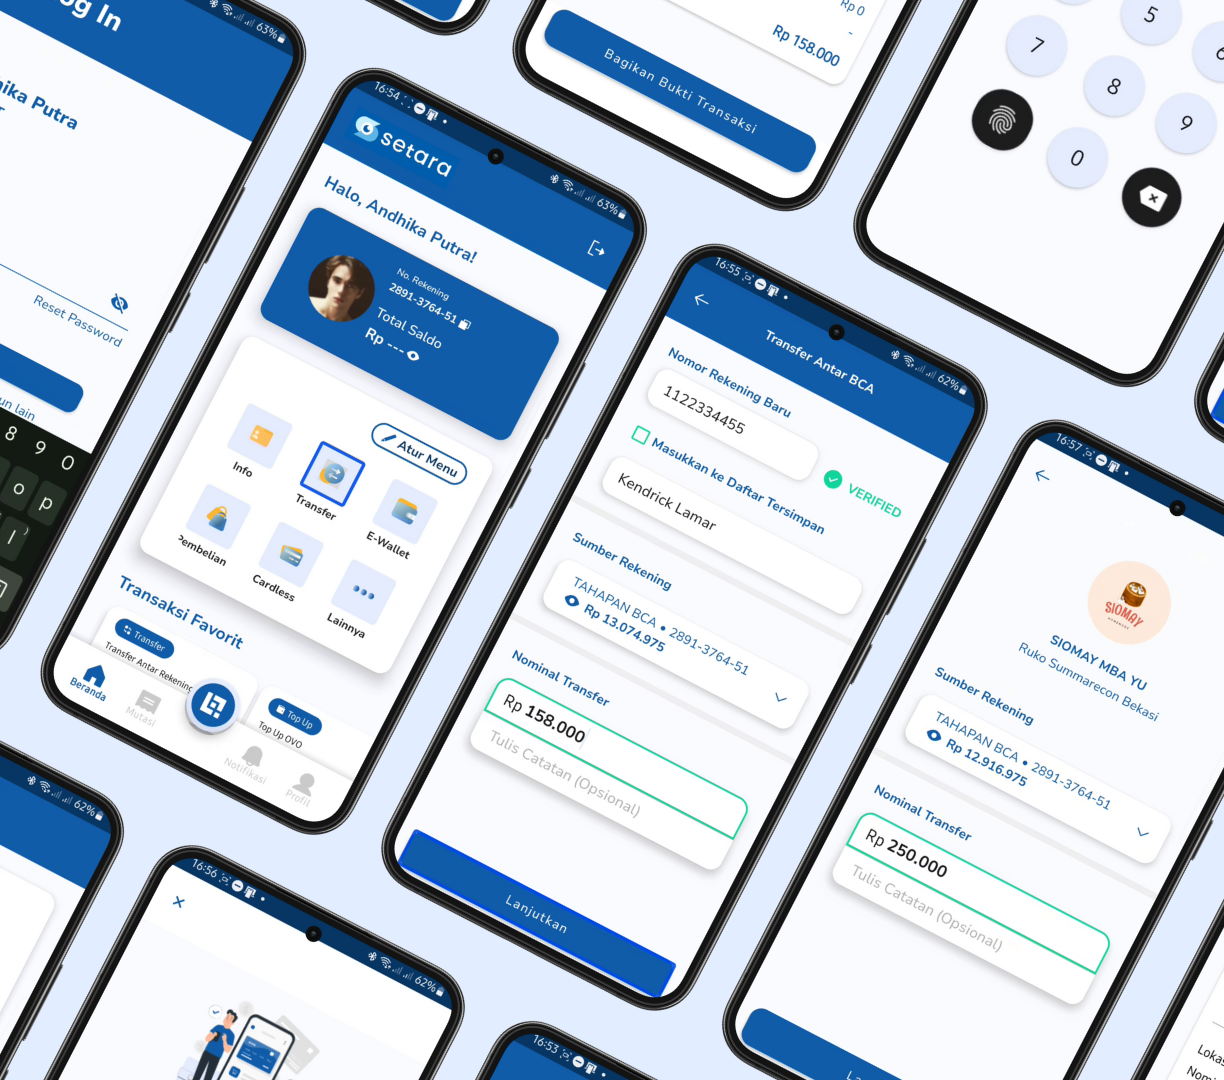 Log In
63%
Andhika Putra
Reset Password
8 9 0
o p
l )
16:54
63%
setara
Halo, Andhika Putra!
No. Rekening
2891-3764-51
Total Saldo
Rp ---
Atur Menu
Info
Transfer
E-Wallet
Pembelian
Cardless
Lainnya
Transaksi Favorit
Transfer
Transfer Antar Rekening
Top Up
Top Up OVO
Beranda
Mutasi
Notifikasi
Profil
Rp 0
-
Rp 158.000
Bagikan Bukti Transaksi
5
6
7
8
9
0
16:55
62%
Transfer Antar BCA
Nomor Rekening Baru
1122334455
VERIFIED
Masukkan ke Daftar Tersimpan
Kendrick Lamar
Sumber Rekening
TAHAPAN BCA • 2891-3764-51
Rp 13.074.975
Nominal Transfer
Rp 158.000
Tulis Catatan (Opsional)
Lanjutkan
16:57
SIOMAY
SIOMAY MBA YU
Ruko Summarecon Bekasi
Sumber Rekening
TAHAPAN BCA • 2891-3764-51
Rp 12.916.975
Nominal Transfer
Rp 250.000
Tulis Catatan (Opsional)
62%
16:56
62%
16:53